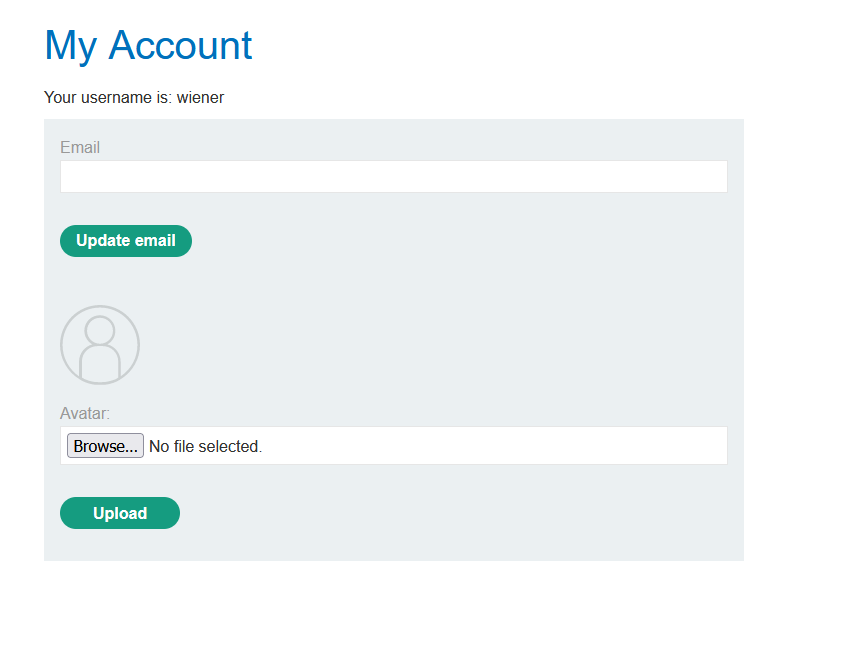 My Account
Your username is: wiener
Email
Update email
Avatar:
Browse... No file selected.
Upload